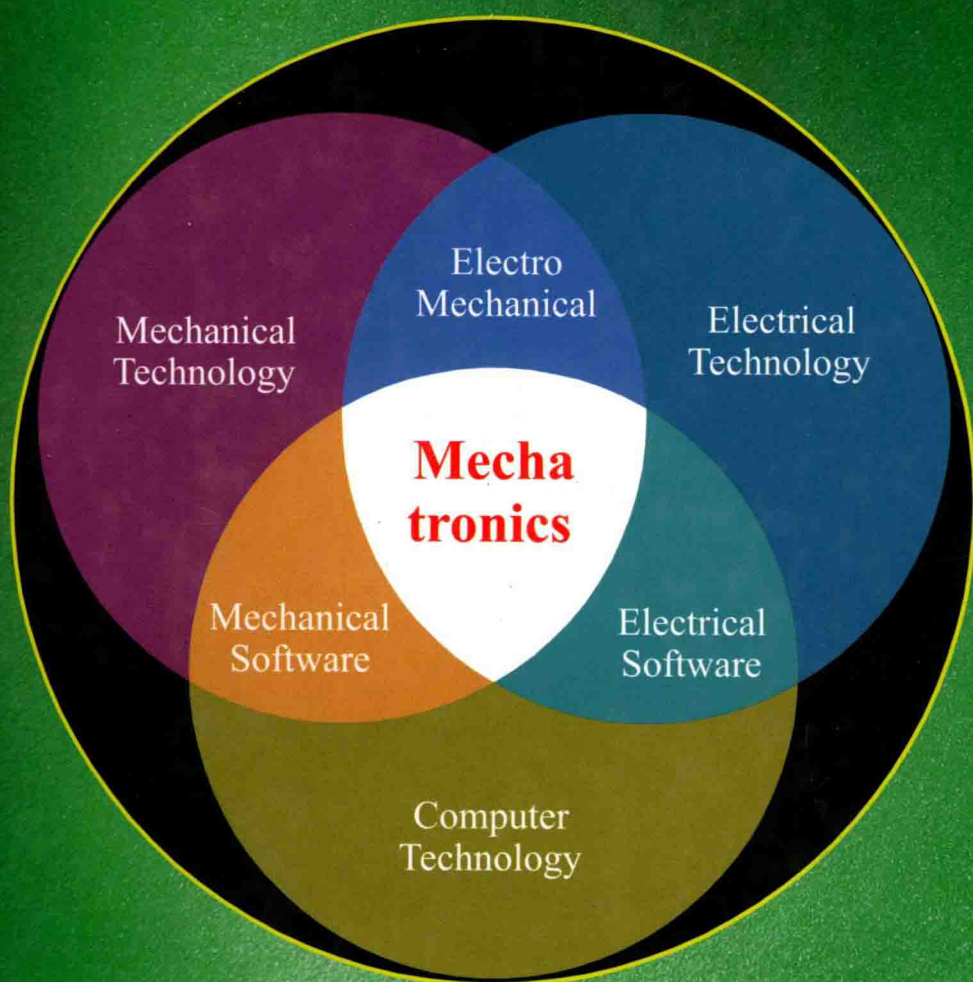 Electro
Mechanical
Mechanical
Technology
Electrical
Technology
Mecha
tronics
Mechanical
Software
Electrical
Software
Computer
Technology